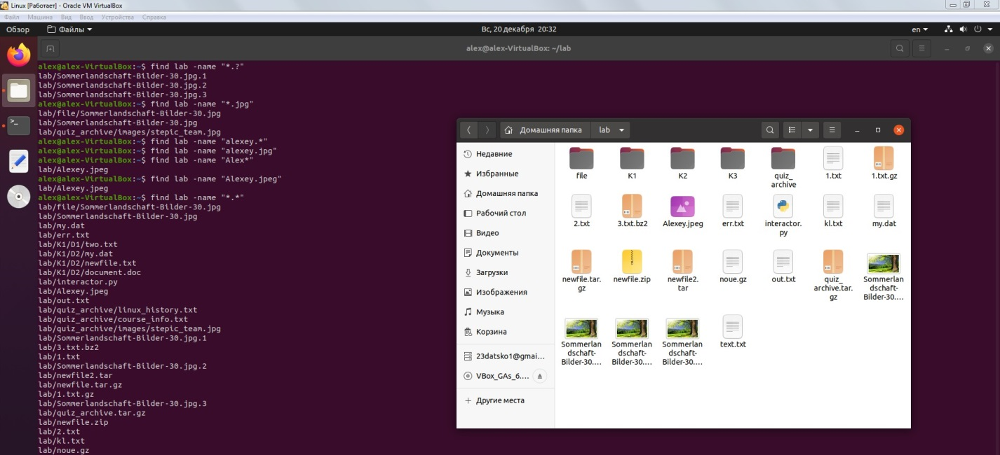 Linux [Работает] - Oracle VM VirtualBox
Файл Машина Вид Ввод Устройства Справка
Обзор Файлы Вс, 20 декабря 20:32 en
alex@alex-VirtualBox: ~/lab
alex@alex-VirtualBox:~$ find lab -name "*.?"
lab/Sommerlandschaft-Bilder-30.jpg.1
lab/Sommerlandschaft-Bilder-30.jpg.2
lab/Sommerlandschaft-Bilder-30.jpg.3
alex@alex-VirtualBox:~$ find lab -name "*.jpg"
lab/file/Sommerlandschaft-Bilder-30.jpg
lab/Sommerlandschaft-Bilder-30.jpg
lab/quiz_archive/images/stepic_team.jpg
alex@alex-VirtualBox:~$ find lab -name "alexey.*"
alex@alex-VirtualBox:~$ find lab -name "alexey.jpg"
alex@alex-VirtualBox:~$ find lab -name "Alex*"
lab/Alexey.jpeg
alex@alex-VirtualBox:~$ find lab -name "Alexey.jpeg"
lab/Alexey.jpeg
alex@alex-VirtualBox:~$ find lab -name "*.*"
lab/file/Sommerlandschaft-Bilder-30.jpg
lab/Sommerlandschaft-Bilder-30.jpg
lab/my.dat
lab/err.txt
lab/K1/D1/two.txt
lab/K1/D2/my.dat
lab/K1/D2/newfile.txt
lab/K1/D2/document.doc
lab/interactor.py
lab/Alexey.jpeg
lab/out.txt
lab/quiz_archive/linux_history.txt
lab/quiz_archive/course_info.txt
lab/quiz_archive/images/stepic_team.jpg
lab/Sommerlandschaft-Bilder-30.jpg.1
lab/3.txt.bz2
lab/1.txt
lab/Sommerlandschaft-Bilder-30.jpg.2
lab/newfile2.tar
lab/newfile.tar.gz
lab/1.txt.gz
lab/Sommerlandschaft-Bilder-30.jpg.3
lab/quiz_archive.tar.gz
lab/newfile.zip
lab/2.txt
lab/kl.txt
lab/noue.gz
Домашняя папка lab
Недавние
Избранные
Домашняя папка
Рабочий стол
Видео
Документы
Загрузки
Изображения
Музыка
Корзина
23datsko1@gmai...
VBox_GAs_6....
+ Другие места
file K1 K2 K3 quiz_ 1.txt 1.txt.gz
archive
2.txt 3.txt.bz2 Alexey.jpeg err.txt interactor. kl.txt my.dat
py
newfile.tar. newfile.zip newfile2. noue.gz out.txt quiz_ Sommerlan
gz tar archive.tar. dschaft-
gz Bilder-30....
Sommerlan Sommerlan Sommerlan text.txt
dschaft- dschaft- dschaft-
Bilder-30.... Bilder-30.... Bilder-30....